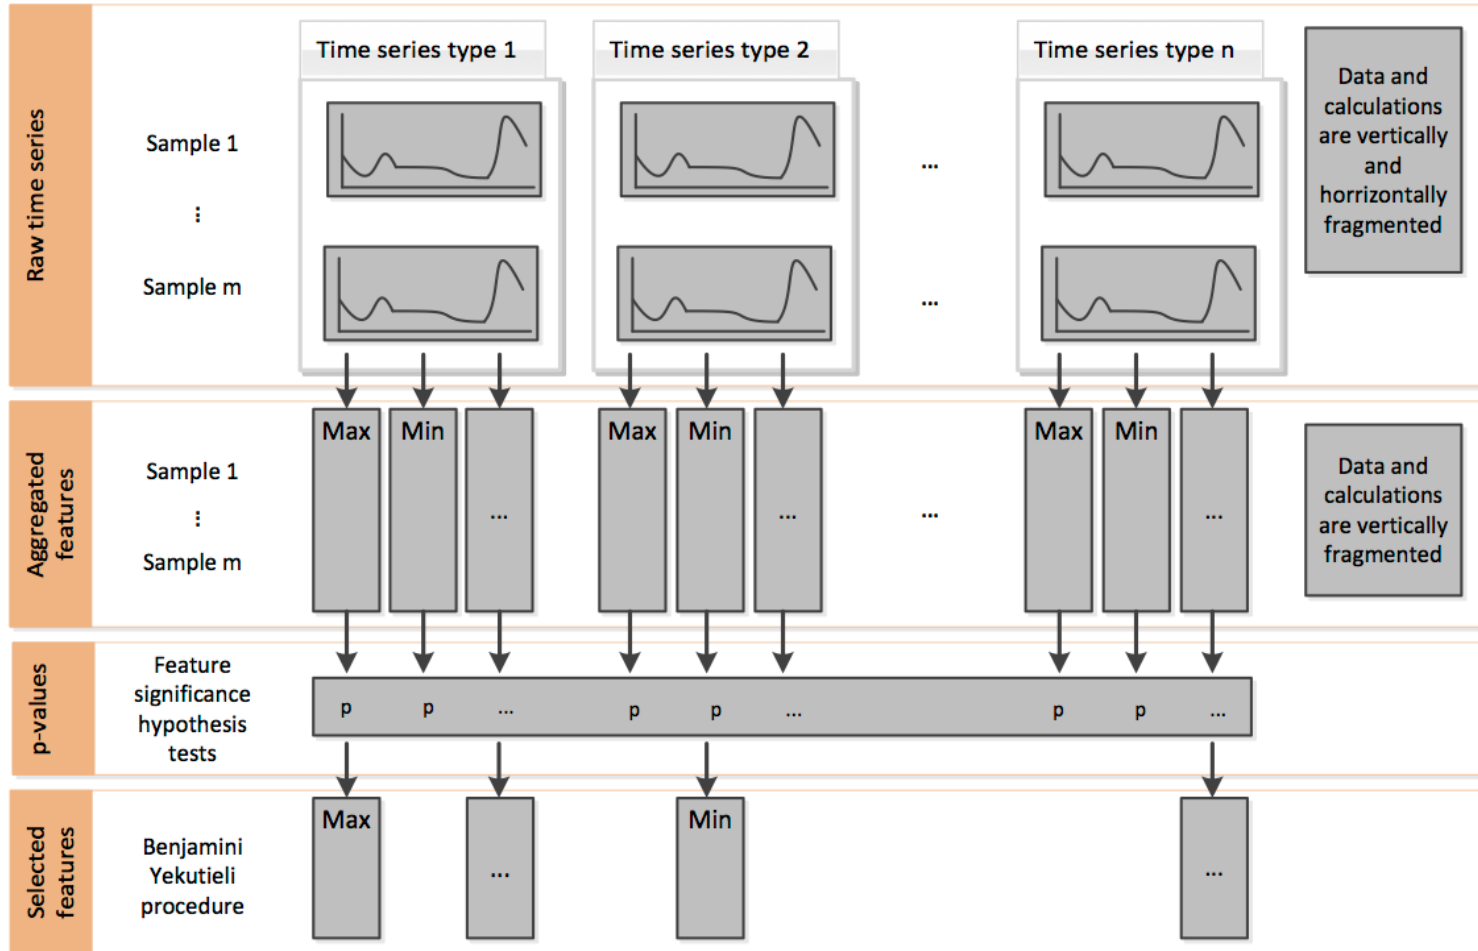 Raw time series
Time series type 1
Time series type 2
Time series type n
Sample 1
...
...
Sample m
...
Data and
calculations
are vertically
and
horrizontally
fragmented
Aggregated
features
Sample 1
...
Sample m
Max
Min
...
Max
Min
...
...
Max
Min
...
Data and
calculations
are vertically
fragmented
p-values
Feature
significance
hypothesis
tests
p p ... p p ... p p ...
Selected
features
Benjamini
Yekutieli
procedure
Max
...
Min
...